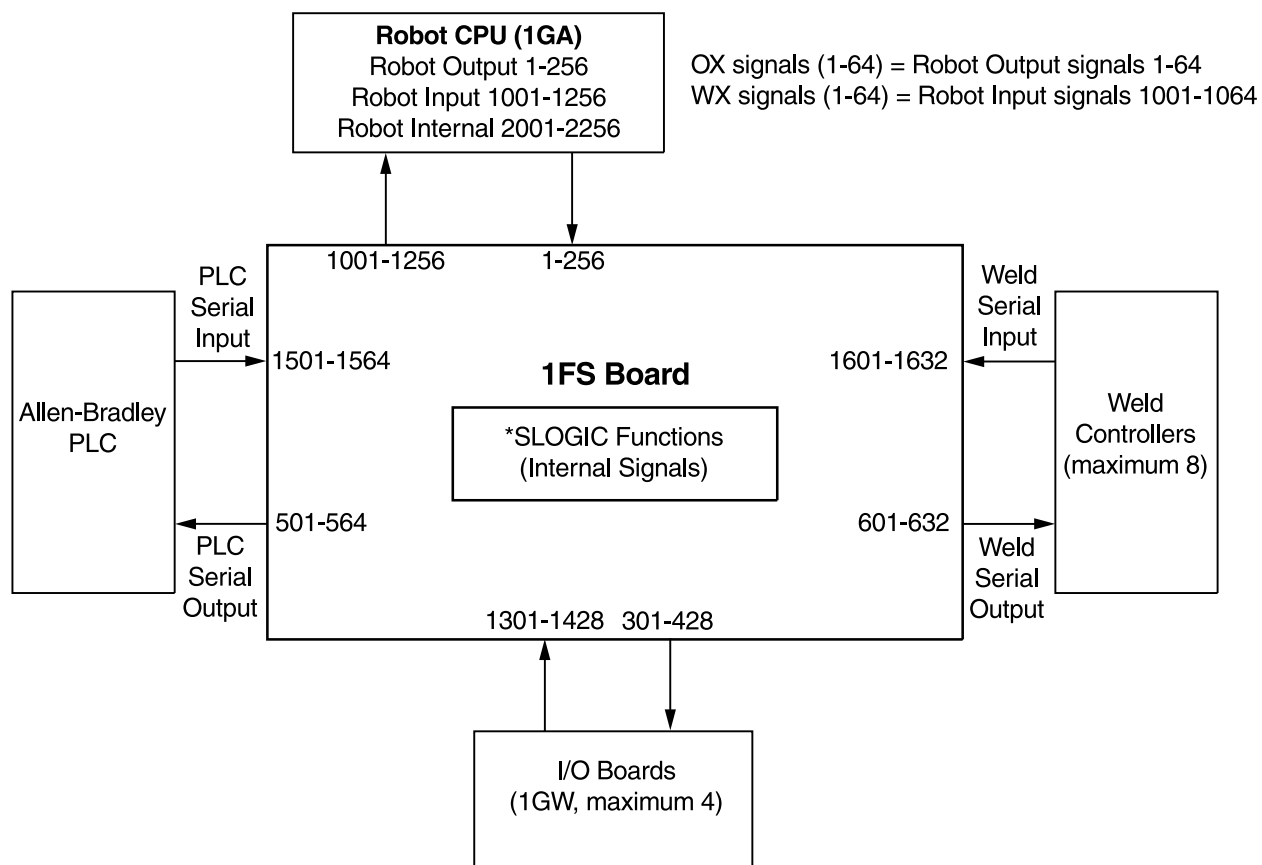 Robot CPU (1GA)
Robot Output 1-256
Robot Input 1001-1256
Robot Internal 2001-2256
OX signals (1-64) = Robot Output signals 1-64
WX signals (1-64) = Robot Input signals 1001-1064
1001-1256
1-256
PLC
Serial
Input
Weld
Serial
Input
1501-1564
1601-1632
1FS Board
Allen-Bradley
PLC
*SLOGIC Functions
(Internal Signals)
Weld
Controllers
(maximum 8)
501-564
601-632
PLC
Serial
Output
Weld
Serial
Output
1301-1428
301-428
I/O Boards
(1GW, maximum 4)